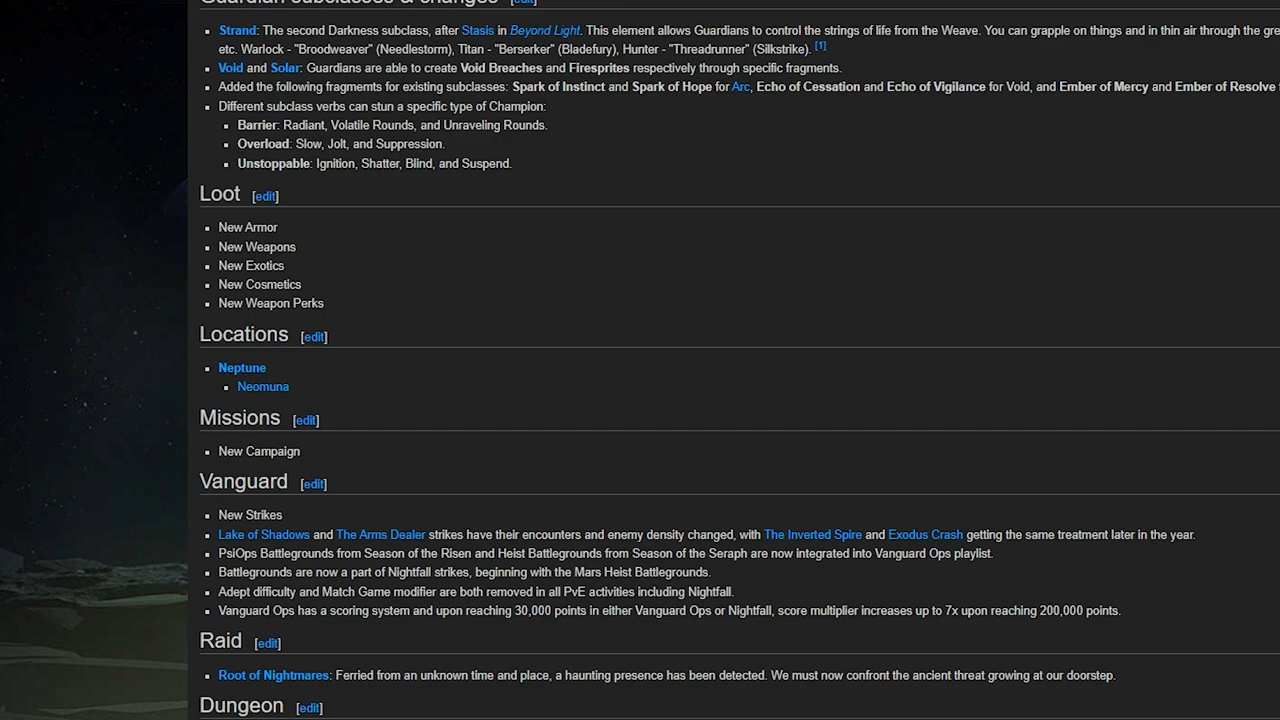 Guardian subclasses & changes [edit]
Strand: The second Darkness subclass, after Stasis in Beyond Light. This element allows Guardians to control the strings of life from the Weave. You can grapple on things and in thin air through the
etc. Warlock - "Broodweaver" (Needlestorm), Titan - "Berserker" (Bladefury), Hunter - "Threadrunner" (Silkstrike). [1]
Void and Solar: Guardians are able to create Void Breaches and Firesprites respectively through specific fragments.
Added the following fragmemts for existing subclasses: Spark of Instinct and Spark of Hope for Arc, Echo of Cessation and Echo of Vigilance for Void, and Ember of Mercy and Ember of Resolve
Different subclass verbs can stun a specific type of Champion:
Barrier: Radiant, Volatile Rounds, and Unraveling Rounds.
Overload: Slow, Jolt, and Suppression.
Unstoppable: Ignition, Shatter, Blind, and Suspend.
Loot [edit]
New Armor
New Weapons
New Exotics
New Cosmetics
New Weapon Perks
Locations [edit]
Neptune
Neomuna
Missions [edit]
New Campaign
Vanguard [edit]
New Strikes
Lake of Shadows and The Arms Dealer strikes have their encounters and enemy density changed, with The Inverted Spire and Exodus Crash getting the same treatment later in the year.
PsiOps Battlegrounds from Season of the Risen and Heist Battlegrounds from Season of the Seraph are now integrated into Vanguard Ops playlist.
Battlegrounds are now a part of Nightfall strikes, beginning with the Mars Heist Battlegrounds.
Adept difficulty and Match Game modifier are both removed in all PvE activities including Nightfall.
Vanguard Ops has a scoring system and upon reaching 30,000 points in either Vanguard Ops or Nightfall, score multiplier increases up to 7x upon reaching 200,000 points.
Raid [edit]
Root of Nightmares: Ferried from an unknown time and place, a haunting presence has been detected. We must now confront the ancient threat growing at our doorstep.
Dungeon [edit]